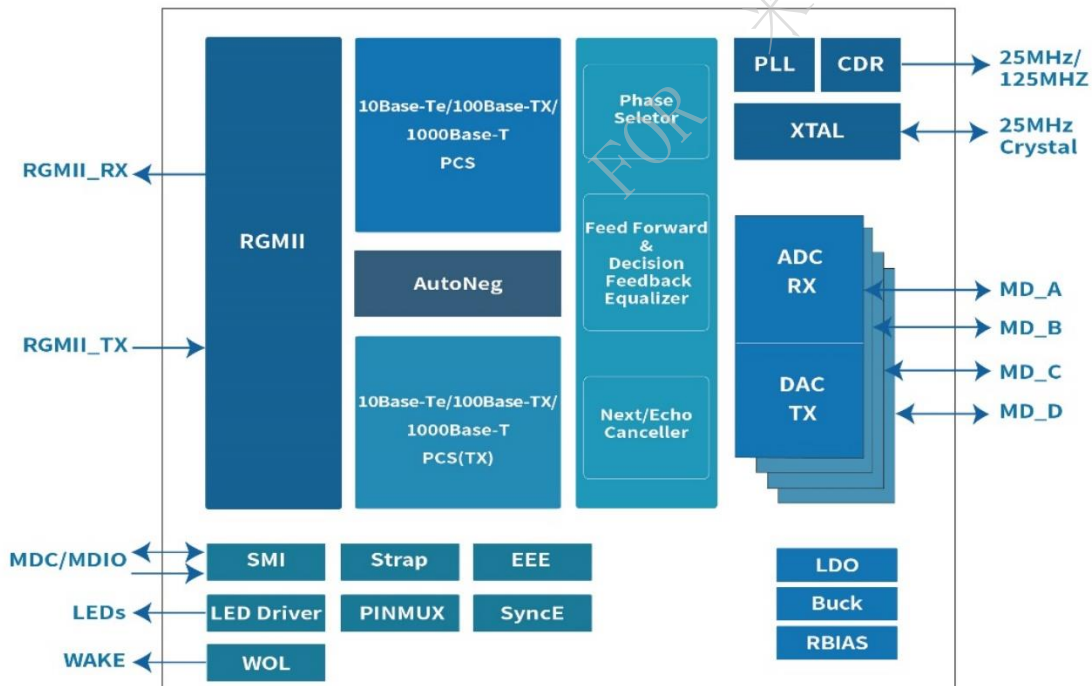 PLL
CDR
25MHz/
125MHZ
XTAL
25MHz
Crystal
10Base-Te/100Base-TX/
1000Base-T
PCS
Phase
Seletor
FOR
RGMII_RX
RGMII
Feed Forward
&
Decision
Feedback
Equalizer
ADC
RX
AutoNeg
MD_A
MD_B
RGMII_TX
MD_C
MD_D
DAC
TX
10Base-Te/100Base-TX/
1000Base-T
PCS(TX)
Next/Echo
Canceller
MDC/MDIO
SMI
Strap
EEE
LDO
LEDs
LED Driver
PINMUX
SyncE
Buck
WAKE
WOL
RBIAS